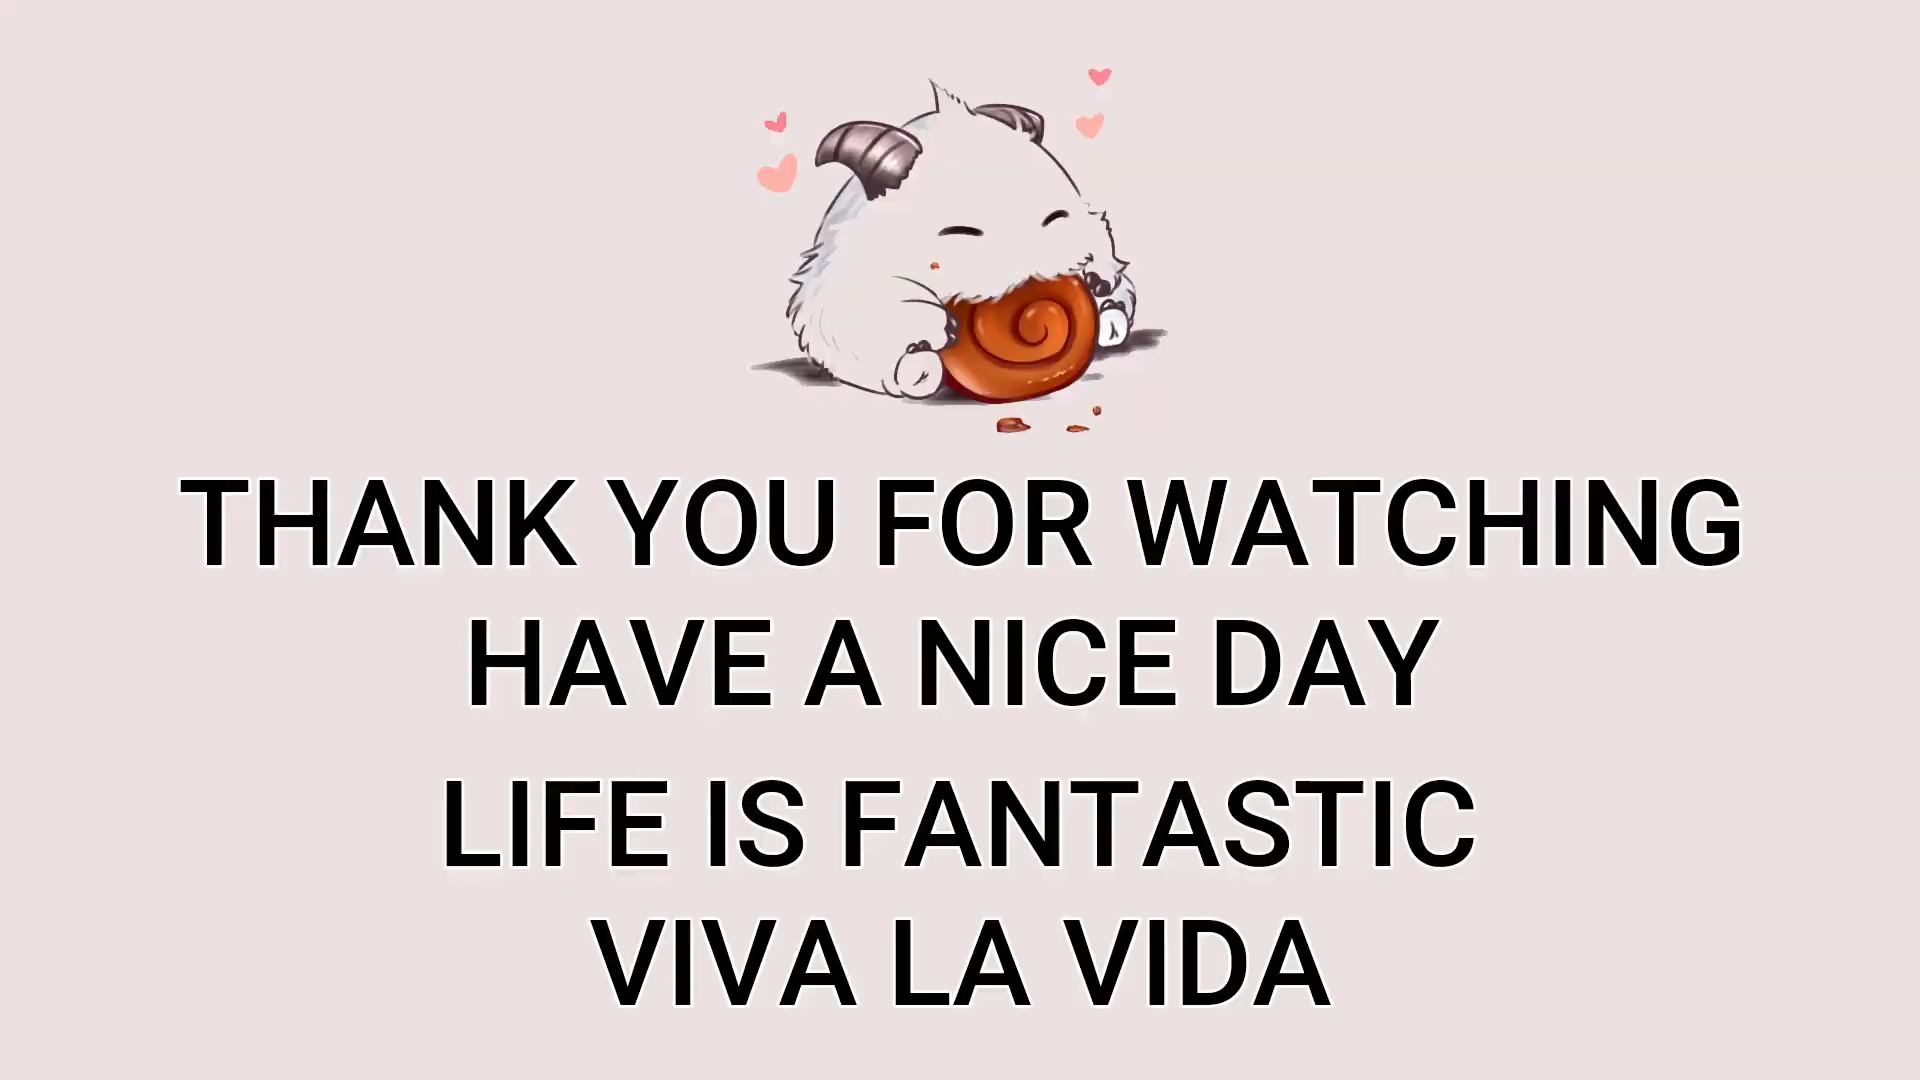 THANK YOU FOR WATCHING
HAVE A NICE DAY
LIFE IS FANTASTIC
VIVA LA VIDA